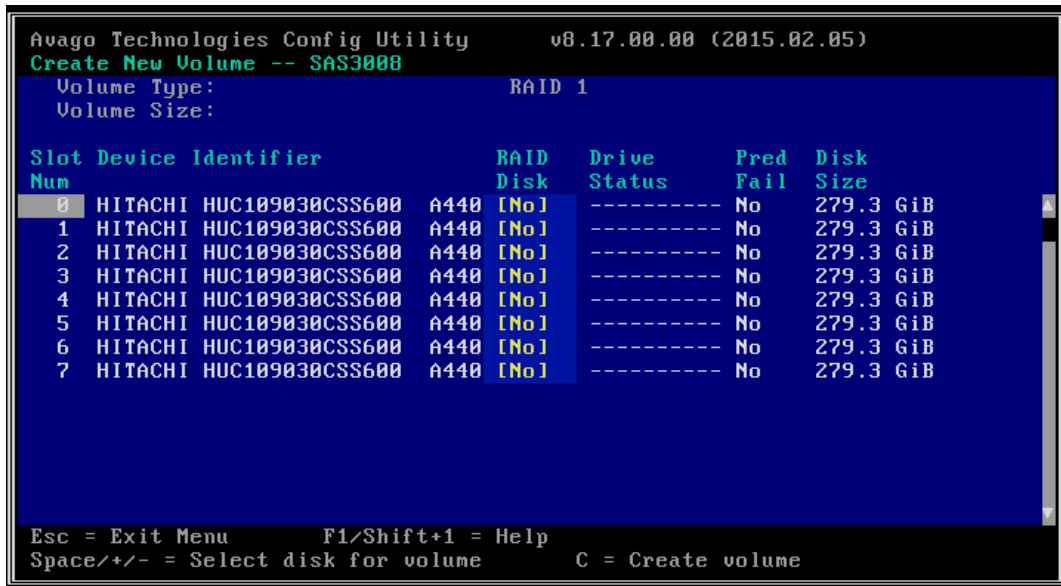 Avago Technologies Config Utility v8.17.00.00 (2015.02.05)
Create New Volume -- SAS3008
Volume Type: RAID 1
Volume Size:
Slot Device Identifier RAID Drive Pred Disk
Num Disk Status Fail Size
0 HITACHI HUC109030CSS600 A440 [No] ---------- No 279.3 GiB
1 HITACHI HUC109030CSS600 A440 [No] ---------- No 279.3 GiB
2 HITACHI HUC109030CSS600 A440 [No] ---------- No 279.3 GiB
3 HITACHI HUC109030CSS600 A440 [No] ---------- No 279.3 GiB
4 HITACHI HUC109030CSS600 A440 [No] ---------- No 279.3 GiB
5 HITACHI HUC109030CSS600 A440 [No] ---------- No 279.3 GiB
6 HITACHI HUC109030CSS600 A440 [No] ---------- No 279.3 GiB
7 HITACHI HUC109030CSS600 A440 [No] ---------- No 279.3 GiB
Esc = Exit Menu F1/Shift+1 = Help
Space/+/- = Select disk for volume C = Create volume